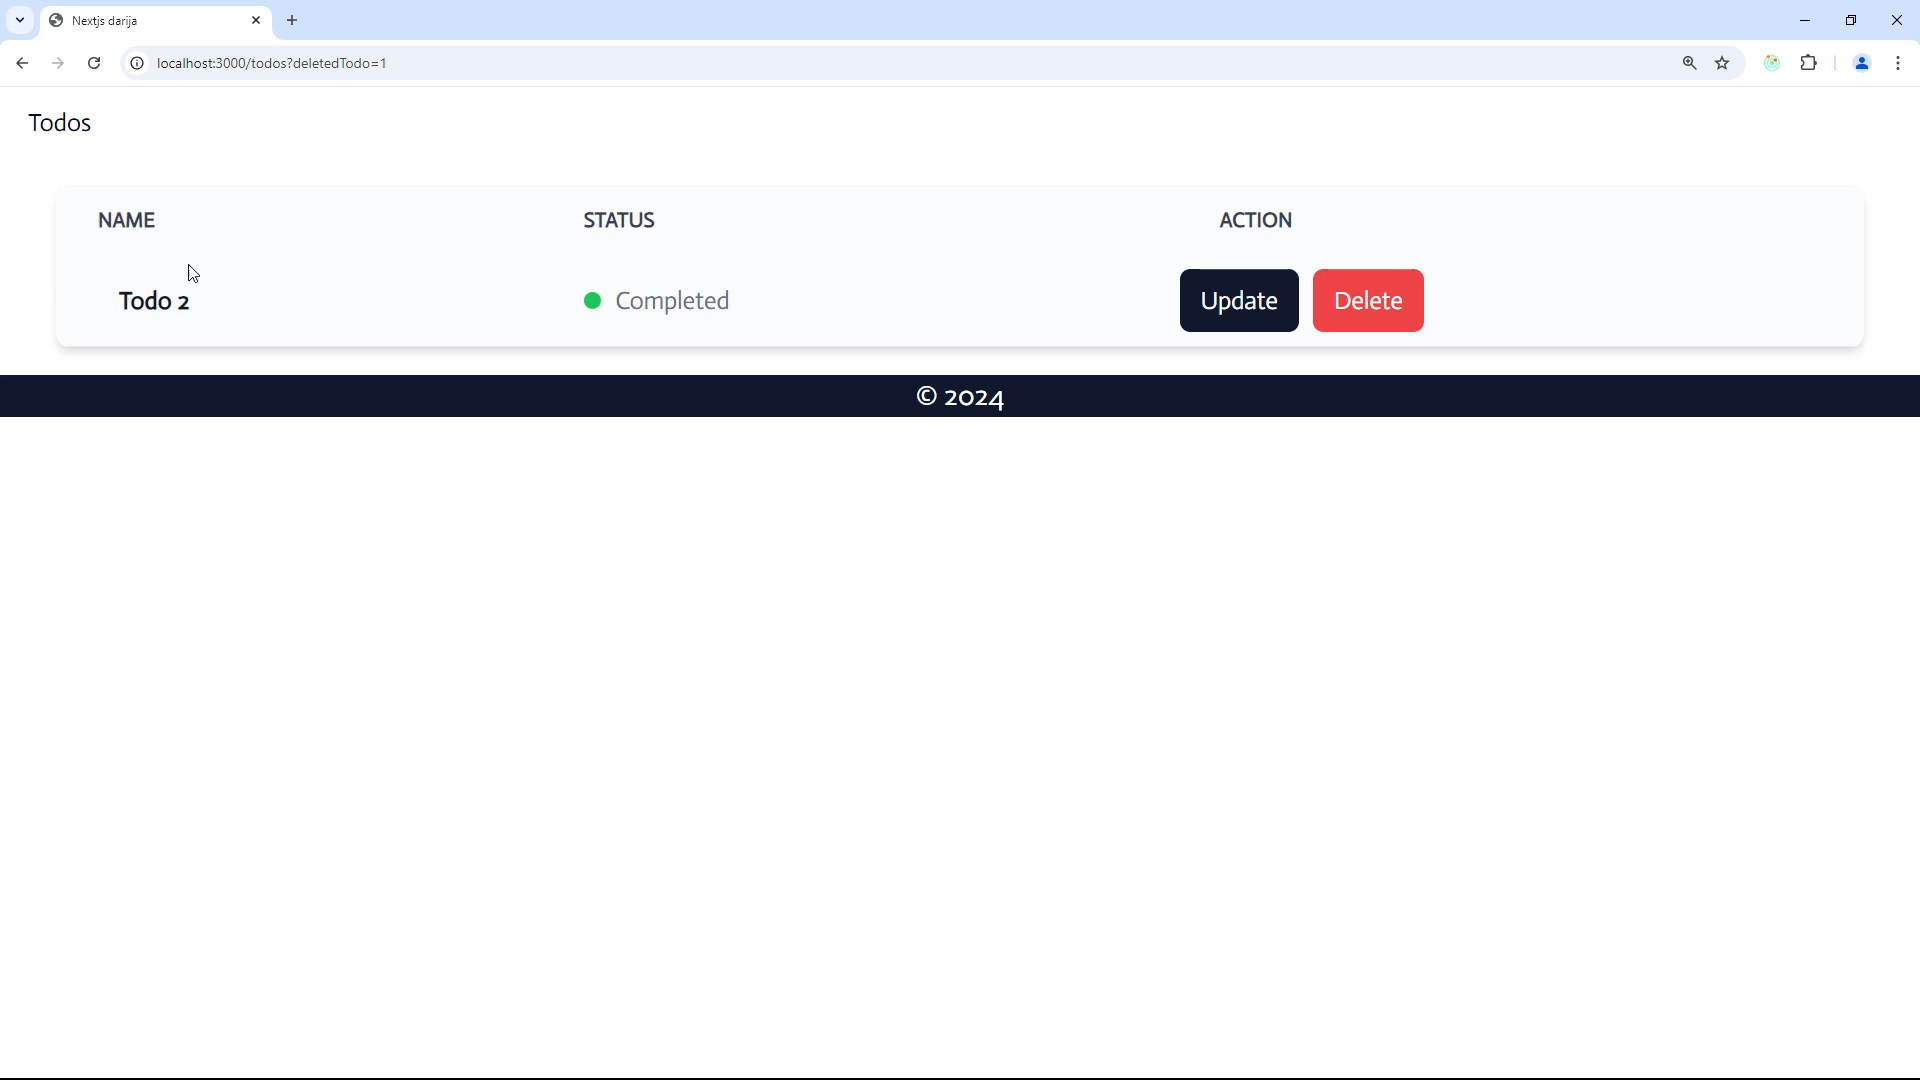 Nextjs darija
localhost:3000/todos?deletedTodo=1
Todos
NAME STATUS ACTION
Todo 2 Completed Update Delete
© 2024